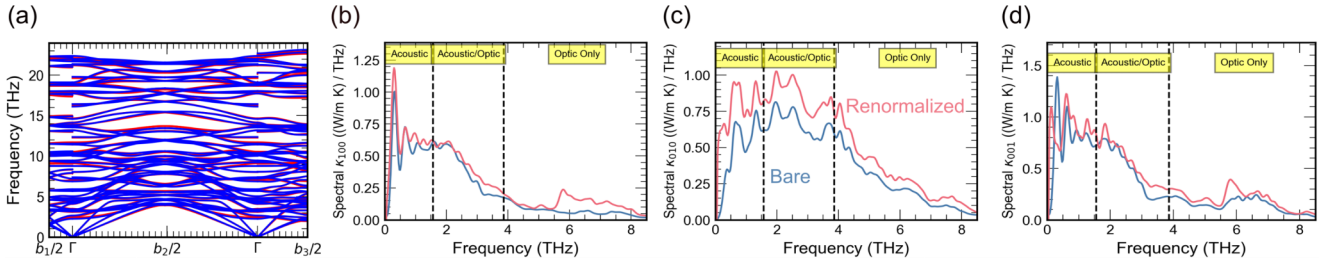 (a)
Frequency (THz)
20
15
10
5
0
b₁/2 Γ b₂/2 Γ b₃/2
(b)
Spectral κ₁₀₀ ((W/m K) / THz)
1.25
1.00
0.75
0.50
0.25
0.00
Acoustic Acoustic/Optic Optic Only
0 2 4 6 8
Frequency (THz)
(c)
Spectral κ₀₁₀ ((W/m K) / THz)
1.00
0.75
0.50
0.25
0.00
Acoustic Acoustic/Optic Optic Only
Renormalized
Bare
0 2 4 6 8
Frequency (THz)
(d)
Spectral κ₀₀₁ ((W/m K) / THz)
1.5
1.0
0.5
0.0
Acoustic Acoustic/Optic Optic Only
0 2 4 6 8
Frequency (THz)